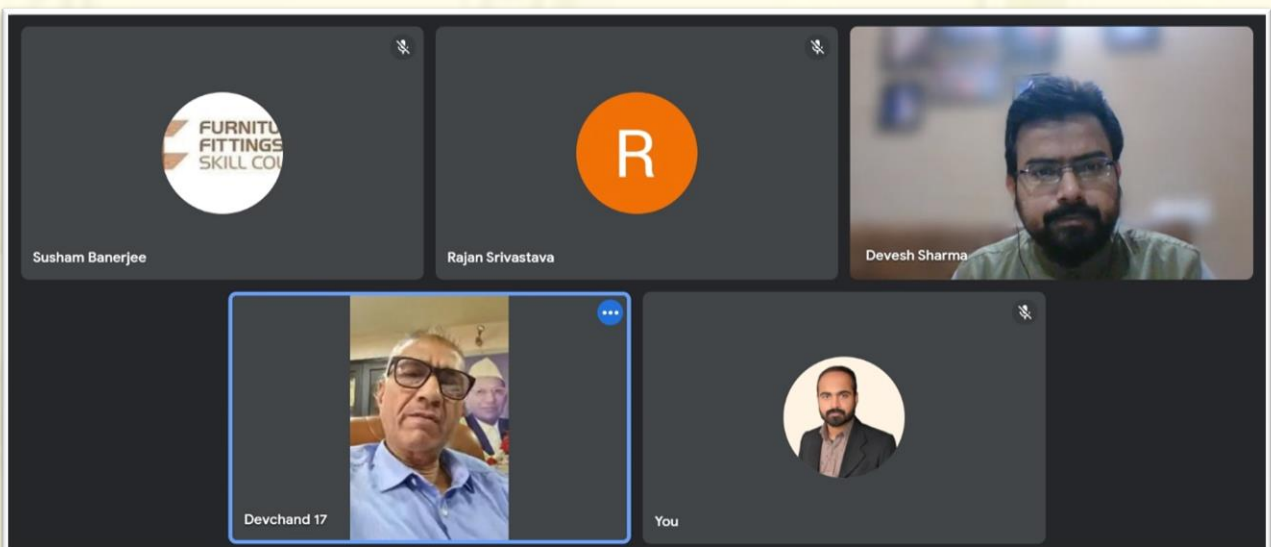 FURNITU
FITTINGS
SKILL COU
R
Susham Banerjee
Rajan Srivastava
Devesh Sharma
Devchand 17
You